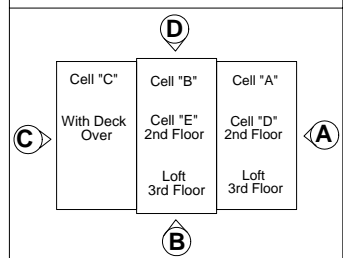 D
Cell "C"
With Deck
Over
Cell "B"
Cell "E"
2nd Floor
Loft
3rd Floor
Cell "A"
Cell "D"
2nd Floor
Loft
3rd Floor
C
A
B